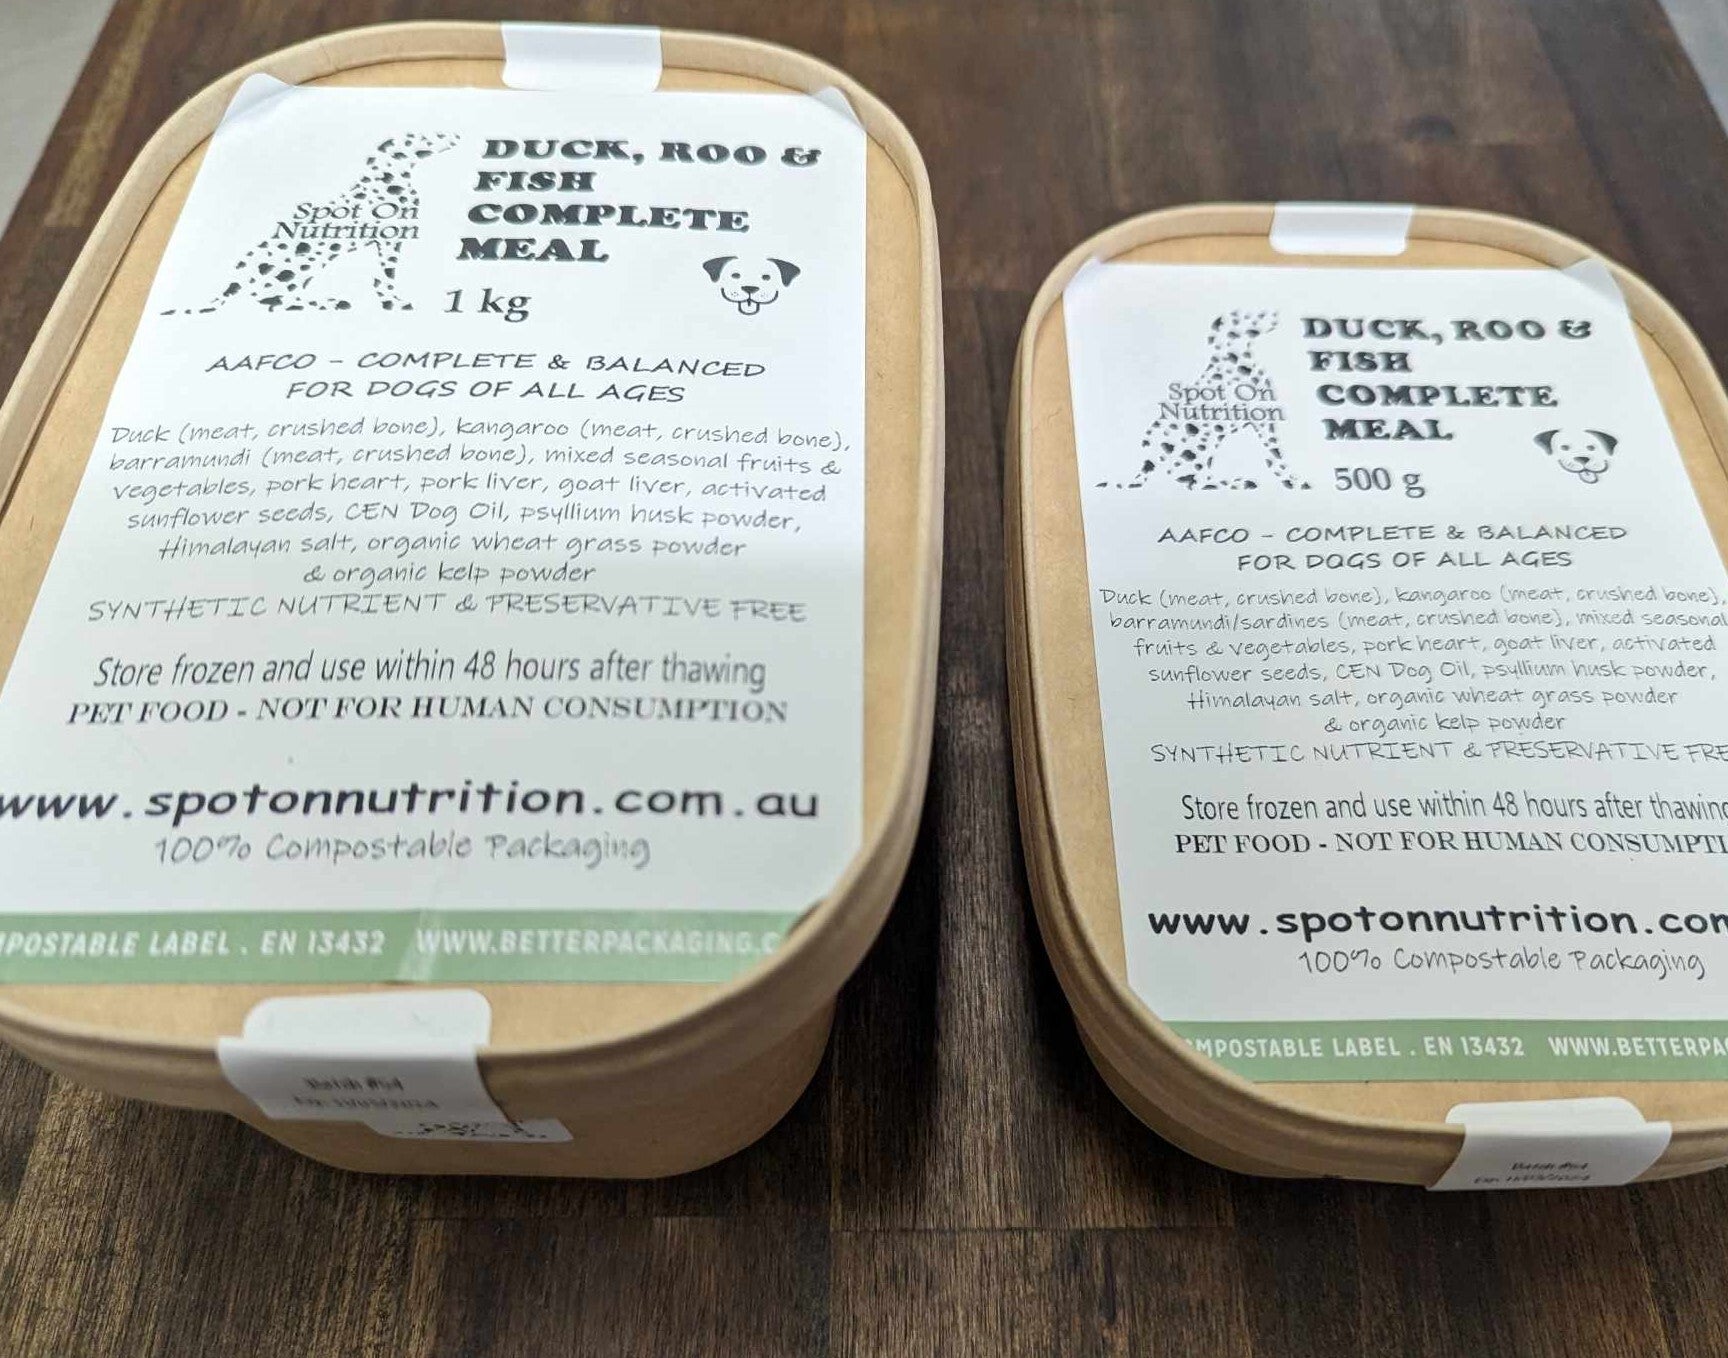 Spot On
Nutrition
DUCK, ROO &
FISH
COMPLETE
MEAL
1 kg
AAFCO - COMPLETE & BALANCED
FOR DOGS OF ALL AGES
Duck (meat, crushed bone), kangaroo (meat, crushed bone),
barramundi (meat, crushed bone), mixed seasonal fruits &
vegetables, pork heart, pork liver, goat liver, activated
sunflower seeds, CEN Dog Oil, psyllium husk powder,
Himalayan salt, organic wheat grass powder
& organic kelp powder
SYNTHETIC NUTRIENT & PRESERVATIVE FREE
Store frozen and use within 48 hours after thawing
PET FOOD - NOT FOR HUMAN CONSUMPTION
www.spotonnutrition.com.au
100% Compostable Packaging
MPOSTABLE LABEL . EN 13432 WWW.BETTERPACKAGING.C
Batch #64
Spot On
Nutrition
DUCK, ROO &
FISH
COMPLETE
MEAL
500 g
AAFCO - COMPLETE & BALANCED
FOR DOGS OF ALL AGES
Duck (meat, crushed bone), kangaroo (meat, crushed bone),
barramundi/sardines (meat, crushed bone), mixed seasonal
fruits & vegetables, pork heart, goat liver, activated
sunflower seeds, CEN Dog Oil, psyllium husk powder,
Himalayan salt, organic wheat grass powder
& organic kelp powder
SYNTHETIC NUTRIENT & PRESERVATIVE FRE
Store frozen and use within 48 hours after thawing
PET FOOD - NOT FOR HUMAN CONSUMPTI
www.spotonnutrition.com
100% Compostable Packaging
MPOSTABLE LABEL . EN 13432 WWW.BETTERPA
Batch #64